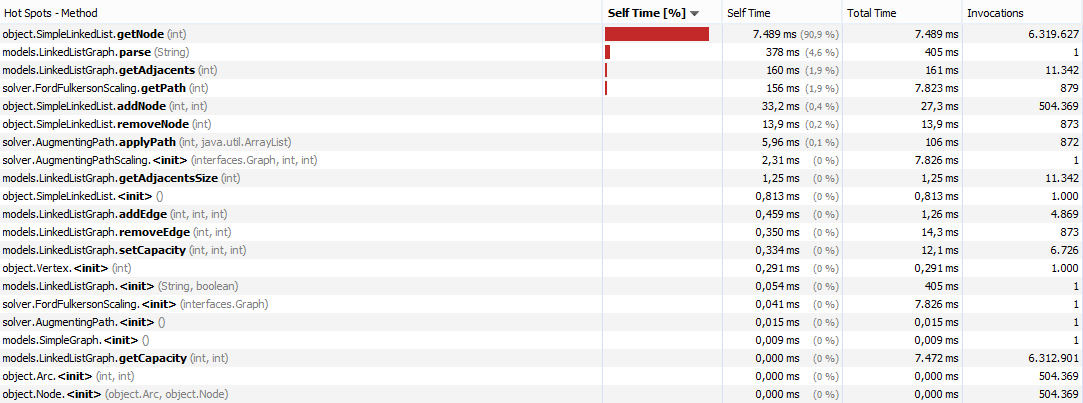 Hot Spots - Method Self Time [%] Self Time Total Time Invocations
object.SimpleLinkedList.getNode (int) 7.489 ms (90,9 %) 7.489 ms 6.319.627
models.LinkedListGraph.parse (String) 378 ms (4,6 %) 405 ms 1
models.LinkedListGraph.getAdjacents (int) 160 ms (1,9 %) 161 ms 11.342
solver.FordFulkersonScaling.getPath (int) 156 ms (1,9 %) 7.823 ms 879
object.SimpleLinkedList.addNode (int, int) 33,2 ms (0,4 %) 27,3 ms 504.369
object.SimpleLinkedList.removeNode (int) 13,9 ms (0,2 %) 13,9 ms 873
solver.AugmentingPath.applyPath (int, java.util.ArrayList) 5,96 ms (0,1 %) 106 ms 872
solver.AugmentingPathScaling.<init> (interfaces.Graph, int, int) 2,31 ms (0 %) 7.826 ms 1
models.LinkedListGraph.getAdjacentsSize (int) 1,25 ms (0 %) 1,25 ms 11.342
object.SimpleLinkedList.<init> () 0,813 ms (0 %) 0,813 ms 1.000
models.LinkedListGraph.addEdge (int, int, int) 0,459 ms (0 %) 1,26 ms 4.869
models.LinkedListGraph.removeEdge (int, int) 0,350 ms (0 %) 14,3 ms 873
models.LinkedListGraph.setCapacity (int, int, int) 0,334 ms (0 %) 12,1 ms 6.726
object.Vertex.<init> (int) 0,291 ms (0 %) 0,291 ms 1.000
models.LinkedListGraph.<init> (String, boolean) 0,054 ms (0 %) 405 ms 1
solver.FordFulkersonScaling.<init> (interfaces.Graph) 0,041 ms (0 %) 7.826 ms 1
solver.AugmentingPath.<init> () 0,015 ms (0 %) 0,015 ms 1
models.SimpleGraph.<init> () 0,009 ms (0 %) 0,009 ms 1
models.LinkedListGraph.getCapacity (int, int) 0,000 ms (0 %) 7.472 ms 6.312.901
object.Arc.<init> (int, int) 0,000 ms (0 %) 0,000 ms 504.369
object.Node.<init> (object.Arc, object.Node) 0,000 ms (0 %) 0,000 ms 504.369